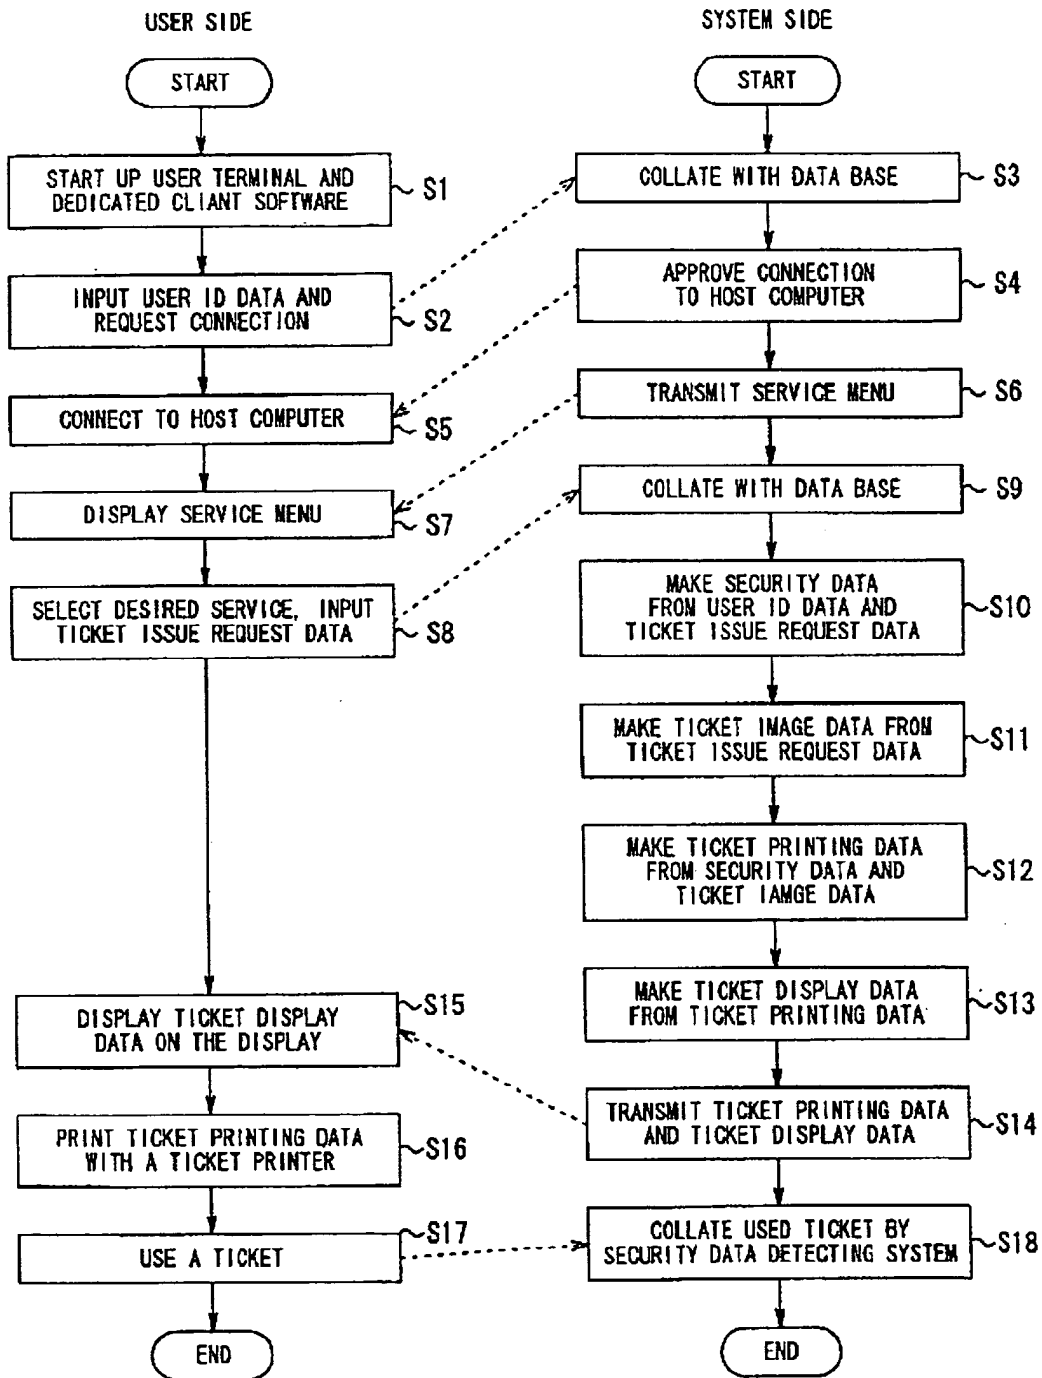 USER SIDE
START
START UP USER TERMINAL AND
DEDICATED CLIANT SOFTWARE
S1
INPUT USER ID DATA AND
REQUEST CONNECTION
S2
CONNECT TO HOST COMPUTER
S5
DISPLAY SERVICE MENU
S7
SELECT DESIRED SERVICE, INPUT
TICKET ISSUE REQUEST DATA
S8
DISPLAY TICKET DISPLAY
DATA ON THE DISPLAY
S15
PRINT TICKET PRINTING DATA
WITH A TICKET PRINTER
S16
USE A TICKET
S17
END
SYSTEM SIDE
START
COLLATE WITH DATA BASE
S3
APPROVE CONNECTION
TO HOST COMPUTER
S4
TRANSMIT SERVICE MENU
S6
COLLATE WITH DATA BASE
S9
MAKE SECURITY DATA
FROM USER ID DATA AND
TICKET ISSUE REQUEST DATA
S10
MAKE TICKET IMAGE DATA FROM
TICKET ISSUE REQUEST DATA
S11
MAKE TICKET PRINTING DATA
FROM SECURITY DATA AND
TICKET IAMGE DATA
S12
MAKE TICKET DISPLAY DATA
FROM TICKET PRINTING DATA
S13
TRANSMIT TICKET PRINTING DATA
AND TICKET DISPLAY DATA
S14
COLLATE USED TICKET BY
SECURITY DATA DETECTING SYSTEM
S18
END